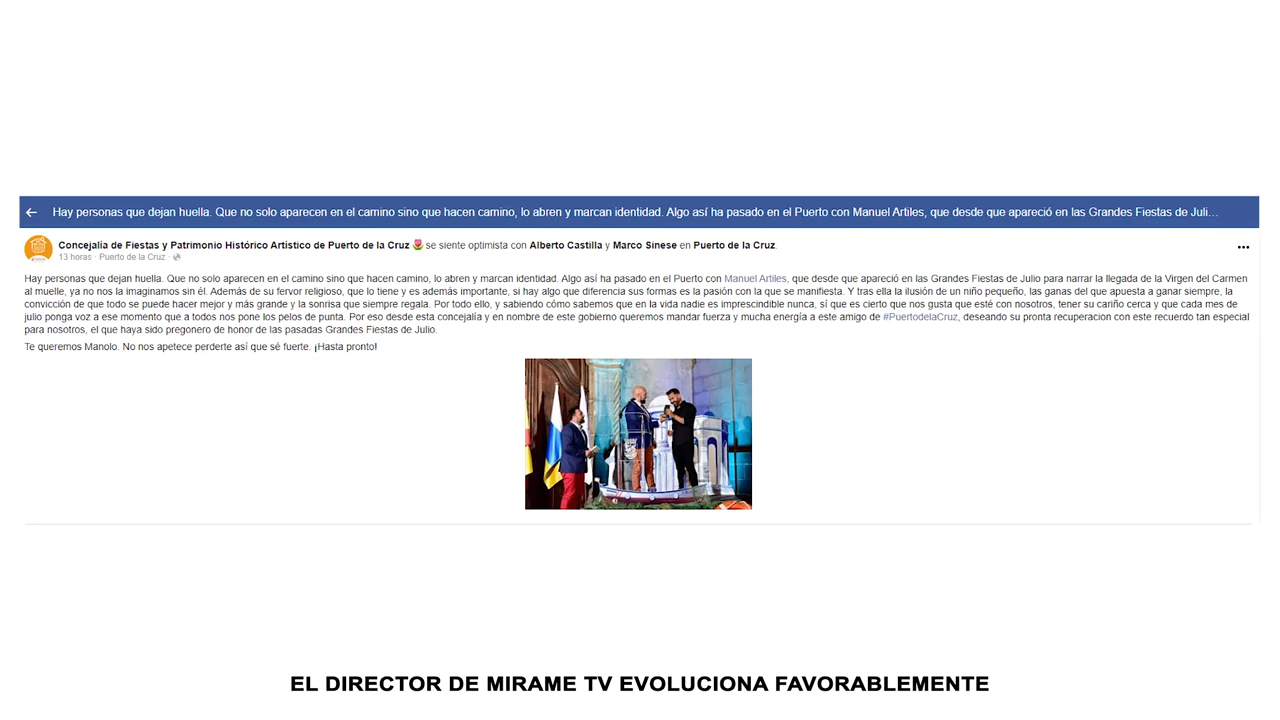 Hay personas que dejan huella. Que no solo aparecen en el camino sino que hacen camino, lo abren y marcan identidad. Algo así ha pasado en el Puerto con Manuel Artiles, que desde que apareció en las Grandes Fiestas de Juli…
Concejalía de Fiestas y Patrimonio Histórico Artístico de Puerto de la Cruz 🌷 se siente optimista con Alberto Castilla y Marco Sinese en Puerto de la Cruz.
13 horas · Puerto de la Cruz ·
Hay personas que dejan huella. Que no solo aparecen en el camino sino que hacen camino, lo abren y marcan identidad. Algo así ha pasado en el Puerto con Manuel Artiles, que desde que apareció en las Grandes Fiestas de Julio para narrar la llegada de la Virgen del Carmen
al muelle, ya no nos la imaginamos sin él. Además de su fervor religioso, que lo tiene y es además importante, si hay algo que diferencia sus formas es la pasión con la que se manifiesta. Y tras ella la ilusión de un niño pequeño, las ganas del que apuesta a ganar siempre, la
convicción de que todo se puede hacer mejor y más grande y la sonrisa que siempre regala. Por todo ello, y sabiendo cómo sabemos que en la vida nadie es imprescindible nunca, sí que es cierto que nos gusta que esté con nosotros, tener su cariño cerca y que cada mes de
julio ponga voz a ese momento que a todos nos pone los pelos de punta. Por eso desde esta concejalía y en nombre de este gobierno queremos mandar fuerza y mucha energía a este amigo de #PuertodelaCruz, deseando su pronta recuperacion con este recuerdo tan especial
para nosotros, el que haya sido pregonero de honor de las pasadas Grandes Fiestas de Julio.
Te queremos Manolo. No nos apetece perderte así que sé fuerte. ¡Hasta pronto!
EL DIRECTOR DE MIRAME TV EVOLUCIONA FAVORABLEMENTE